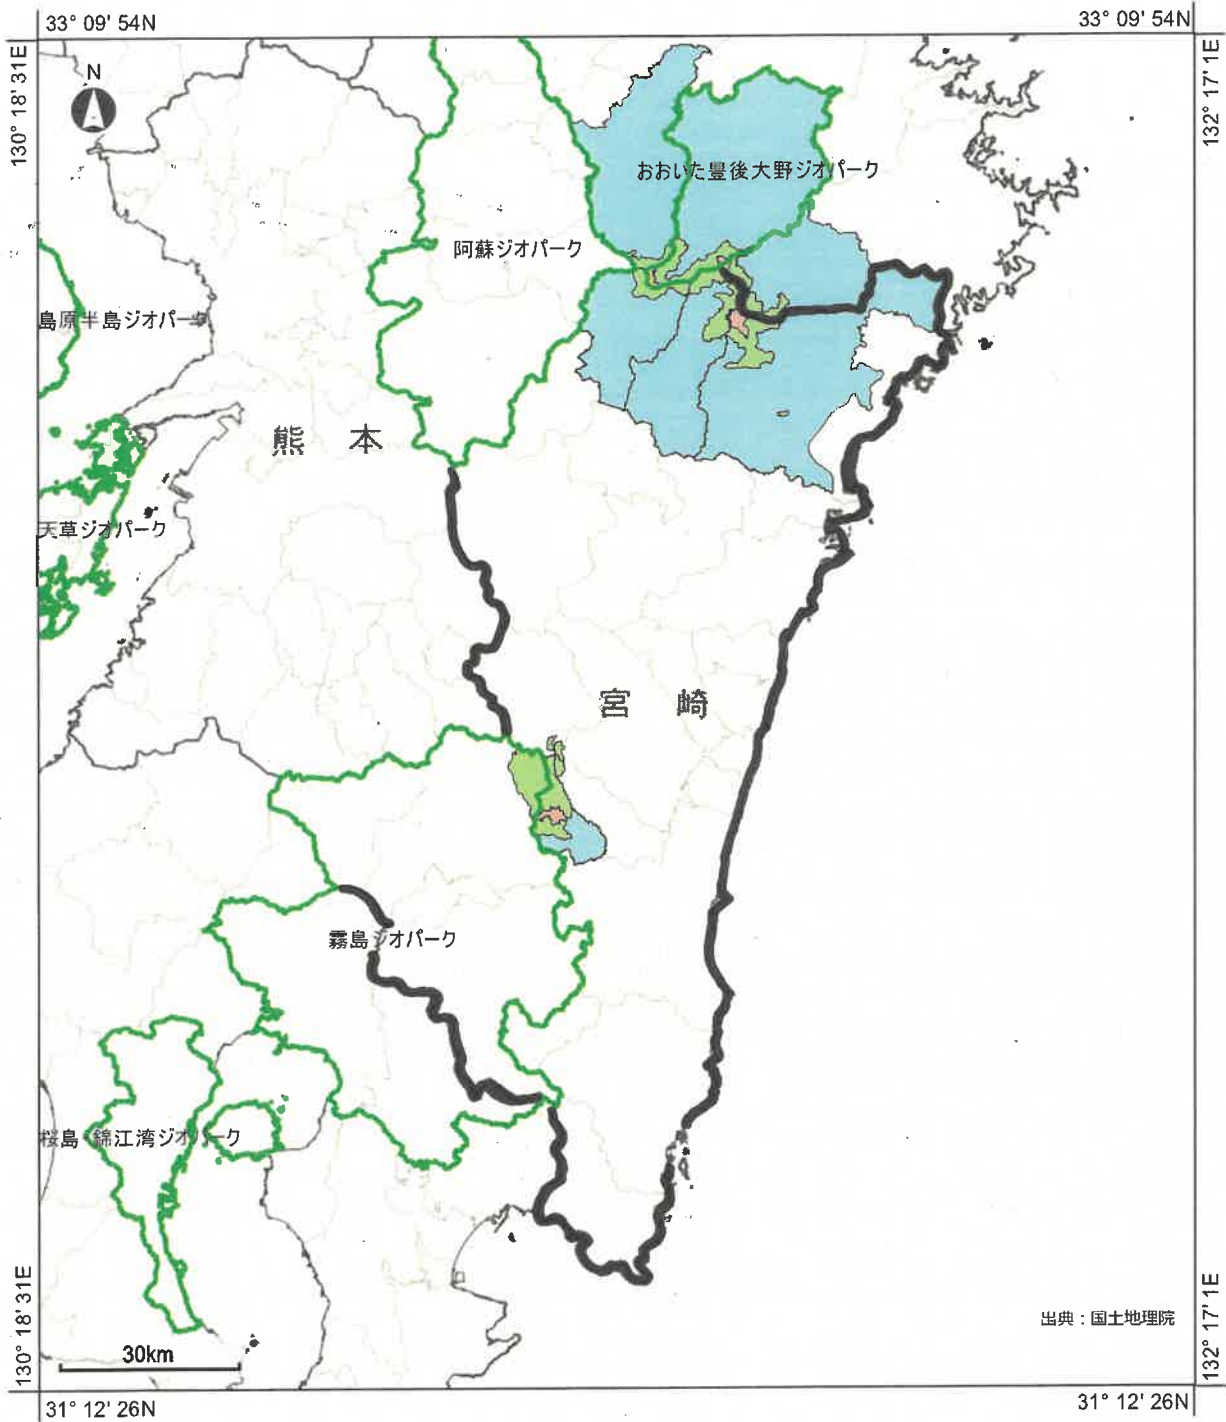 33° 09' 54N
33° 09' 54N
130° 18' 31E
132° 17' 1E
N
おおいた豊後大野ジオパーク
阿蘇ジオパーク
島原半島ジオパーク
熊 本
天草ジオパーク
宮 崎
霧島ジオパーク
桜島・錦江湾ジオパーク
出典：国土地理院
130° 18' 31E
132° 17' 1E
30km
31° 12' 26N
31° 12' 26N